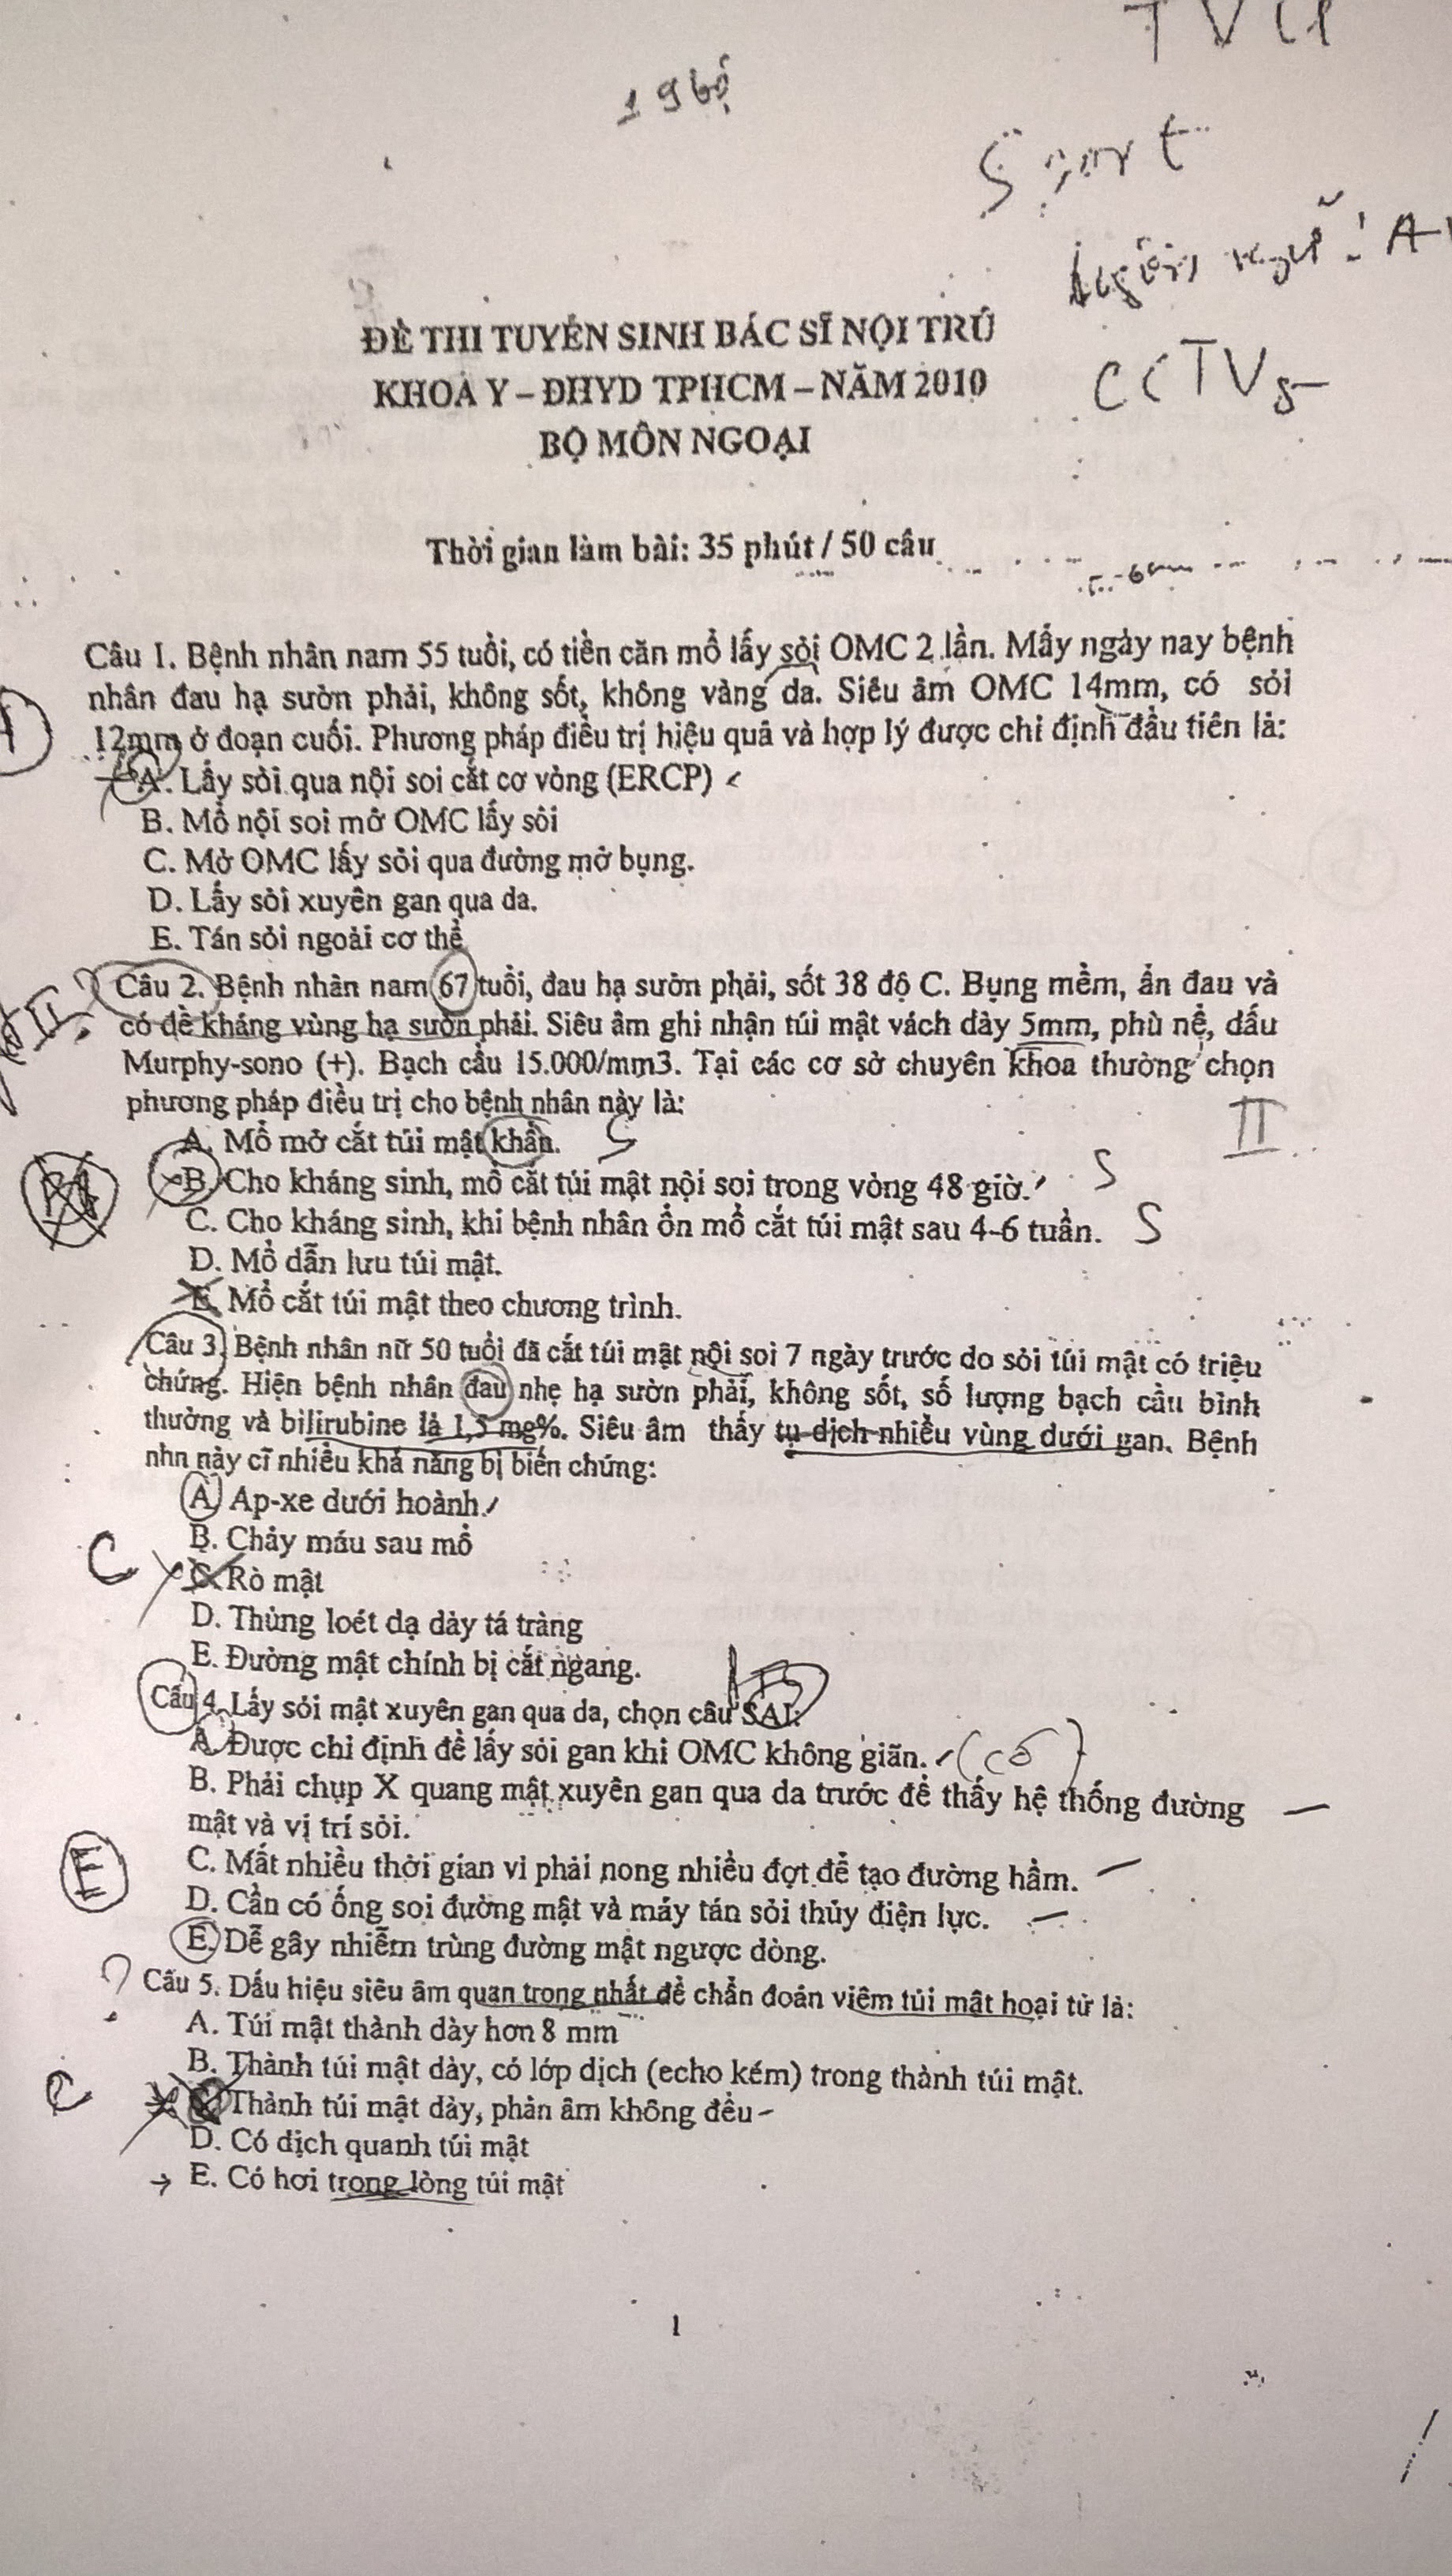 TVCI
19 bộ
Smart
CCTV5
ĐỀ THI TUYỂN SINH BÁC SĨ NỘI TRÚ
KHOA Y – ĐHYD TPHCM – NĂM 2010
BỘ MÔN NGOẠI
Thời gian làm bài: 35 phút / 50 câu
Câu 1. Bệnh nhân nam 55 tuổi, có tiền căn mổ lấy sỏi OMC 2 lần. Mấy ngày nay bệnh
nhân đau hạ sườn phải, không sốt, không vàng da. Siêu âm OMC 14mm, có sỏi
12mm ở đoạn cuối. Phương pháp điều trị hiệu quả và hợp lý được chỉ định đầu tiên là:
A. Lấy sỏi qua nội soi cắt cơ vòng (ERCP)
B. Mổ nội soi mở OMC lấy sỏi
C. Mở OMC lấy sỏi qua đường mở bụng.
D. Lấy sỏi xuyên gan qua da.
E. Tán sỏi ngoài cơ thể
II?
Câu 2. Bệnh nhân nam 67 tuổi, đau hạ sườn phải, sốt 38 độ C. Bụng mềm, ấn đau và
có đề kháng vùng hạ sườn phải. Siêu âm ghi nhận túi mật vách dày 5mm, phù nề, dấu
Murphy-sono (+). Bạch cầu 15.000/mm3. Tại các cơ sở chuyên khoa thường chọn
phương pháp điều trị cho bệnh nhân này là:
II
A. Mổ mở cắt túi mật khẩn. S
B. Cho kháng sinh, mổ cắt túi mật nội soi trong vòng 48 giờ. S
C. Cho kháng sinh, khi bệnh nhân ổn mổ cắt túi mật sau 4-6 tuần. S
D. Mổ dẫn lưu túi mật.
E. Mổ cắt túi mật theo chương trình.
Câu 3. Bệnh nhân nữ 50 tuổi đã cắt túi mật nội soi 7 ngày trước do sỏi túi mật có triệu
chứng. Hiện bệnh nhân đau nhẹ hạ sườn phải, không sốt, số lượng bạch cầu bình
thường và bilirubine là 1,5 mg%. Siêu âm thấy tụ dịch nhiều vùng dưới gan. Bệnh
nhn này cĩ nhiều khả năng bị biến chứng:
A. Ap-xe dưới hoành
B. Chảy máu sau mổ
C
C. Rò mật
D. Thủng loét dạ dày tá tràng
E. Đường mật chính bị cắt ngang.
Câu 4. Lấy sỏi mật xuyên gan qua da, chọn câu SAI:
A. Được chỉ định để lấy sỏi gan khi OMC không giãn. (có)
B. Phải chụp X quang mật xuyên gan qua da trước để thấy hệ thống đường
mật và vị trí sỏi.
E
C. Mất nhiều thời gian vì phải nong nhiều đợt để tạo đường hầm.
D. Cần có ống soi đường mật và máy tán sỏi thủy điện lực.
E. Dễ gây nhiễm trùng đường mật ngược dòng.
?
Câu 5. Dấu hiệu siêu âm quan trọng nhất để chẩn đoán viêm túi mật hoại tử là:
A. Túi mật thành dày hơn 8 mm
B. Thành túi mật dày, có lớp dịch (echo kém) trong thành túi mật.
C
C. Thành túi mật dày, phản âm không đều
D. Có dịch quanh túi mật
→ E. Có hơi trong lòng túi mật
1